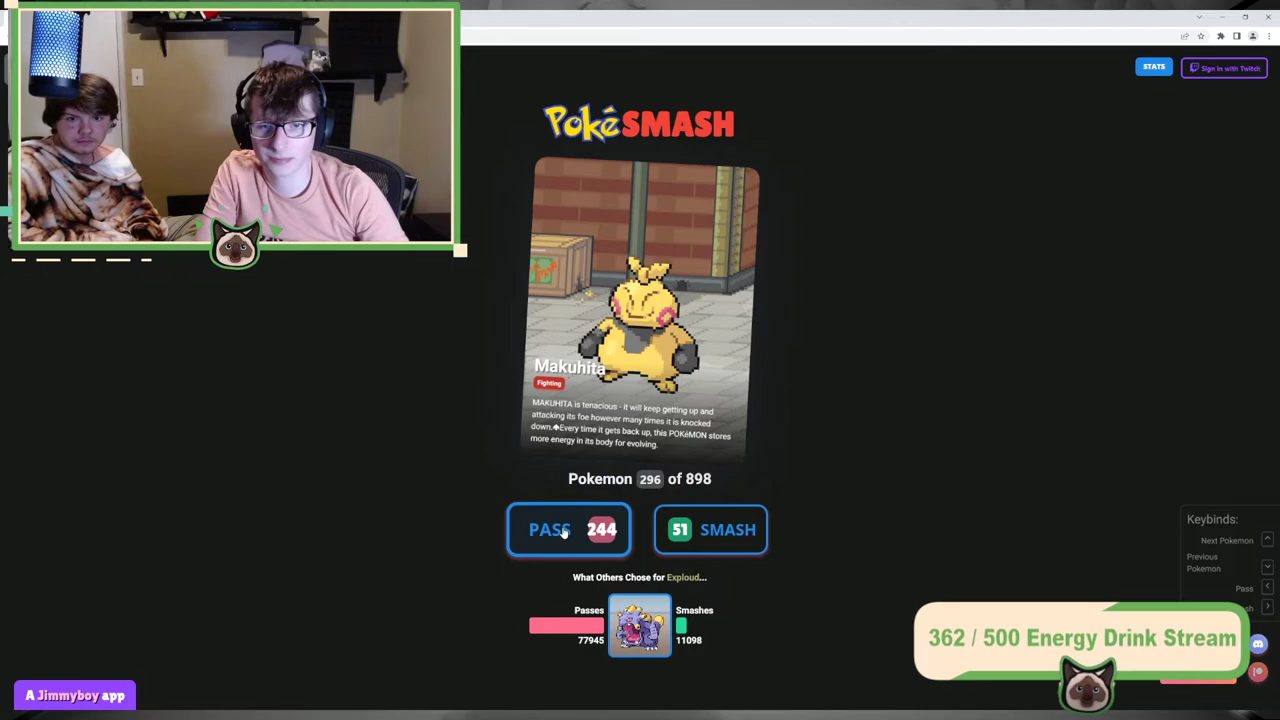 STATS
Sign in with Twitch
PokéSMASH
Makuhita
Fighting
MAKUHITA is tenacious - it will keep getting up and
attacking its foe however many times it is knocked
down.♠Every time it gets back up, this POKéMON stores
more energy in its body for evolving.
Pokemon 296 of 898
PASS 244
51 SMASH
What Others Chose for Exploud...
Passes
Smashes
77945
11098
Keybinds:
Next Pokemon
Previous
Pokemon
Pass
362 / 500 Energy Drink Stream
A Jimmyboy app